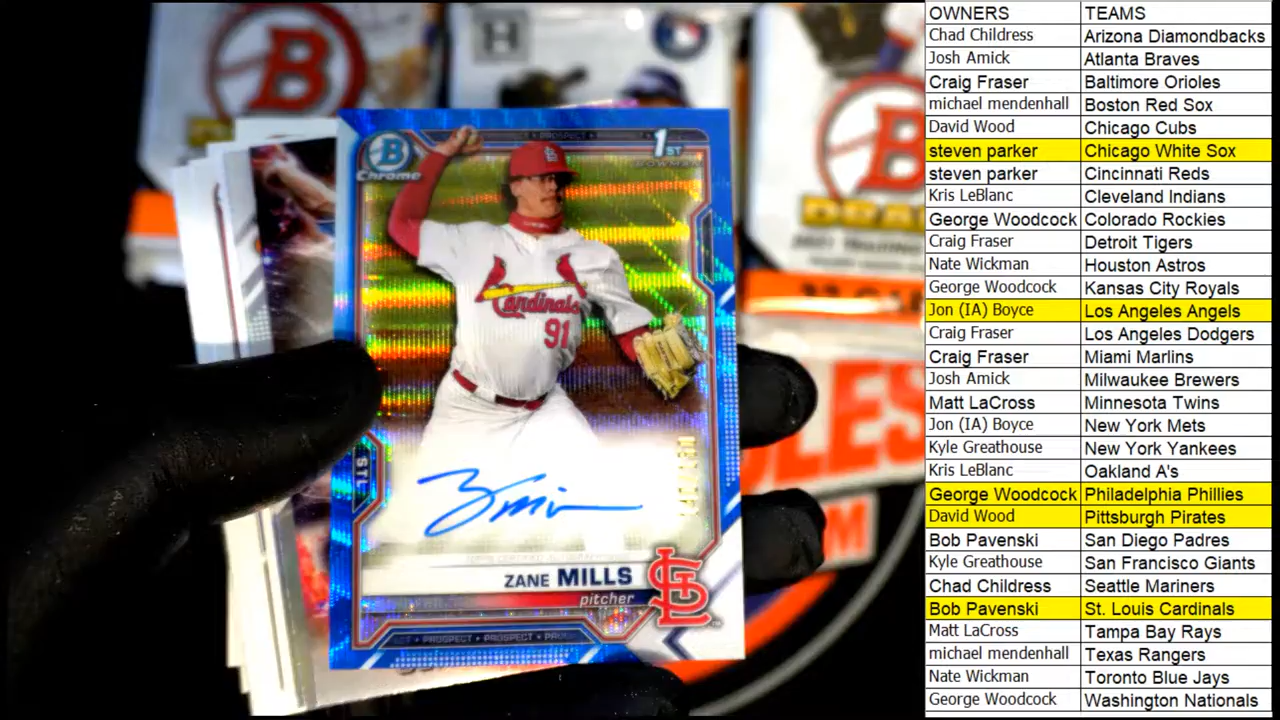 B
H
B
PROSPECT
1ST
BOWMAN
B
Chrome
Cardinals
91
STL
ZANE MILLS
pitcher
STL
PROSPECT • PROSPECT
OWNERS TEAMS
Chad Childress Arizona Diamondbacks
Josh Amick Atlanta Braves
Craig Fraser Baltimore Orioles
michael mendenhall Boston Red Sox
David Wood Chicago Cubs
steven parker Chicago White Sox
steven parker Cincinnati Reds
Kris LeBlanc Cleveland Indians
George Woodcock Colorado Rockies
Craig Fraser Detroit Tigers
Nate Wickman Houston Astros
George Woodcock Kansas City Royals
Jon (IA) Boyce Los Angeles Angels
Craig Fraser Los Angeles Dodgers
Craig Fraser Miami Marlins
Josh Amick Milwaukee Brewers
Matt LaCross Minnesota Twins
Jon (IA) Boyce New York Mets
Kyle Greathouse New York Yankees
Kris LeBlanc Oakland A's
George Woodcock Philadelphia Phillies
David Wood Pittsburgh Pirates
Bob Pavenski San Diego Padres
Kyle Greathouse San Francisco Giants
Chad Childress Seattle Mariners
Bob Pavenski St. Louis Cardinals
Matt LaCross Tampa Bay Rays
michael mendenhall Texas Rangers
Nate Wickman Toronto Blue Jays
George Woodcock Washington Nationals